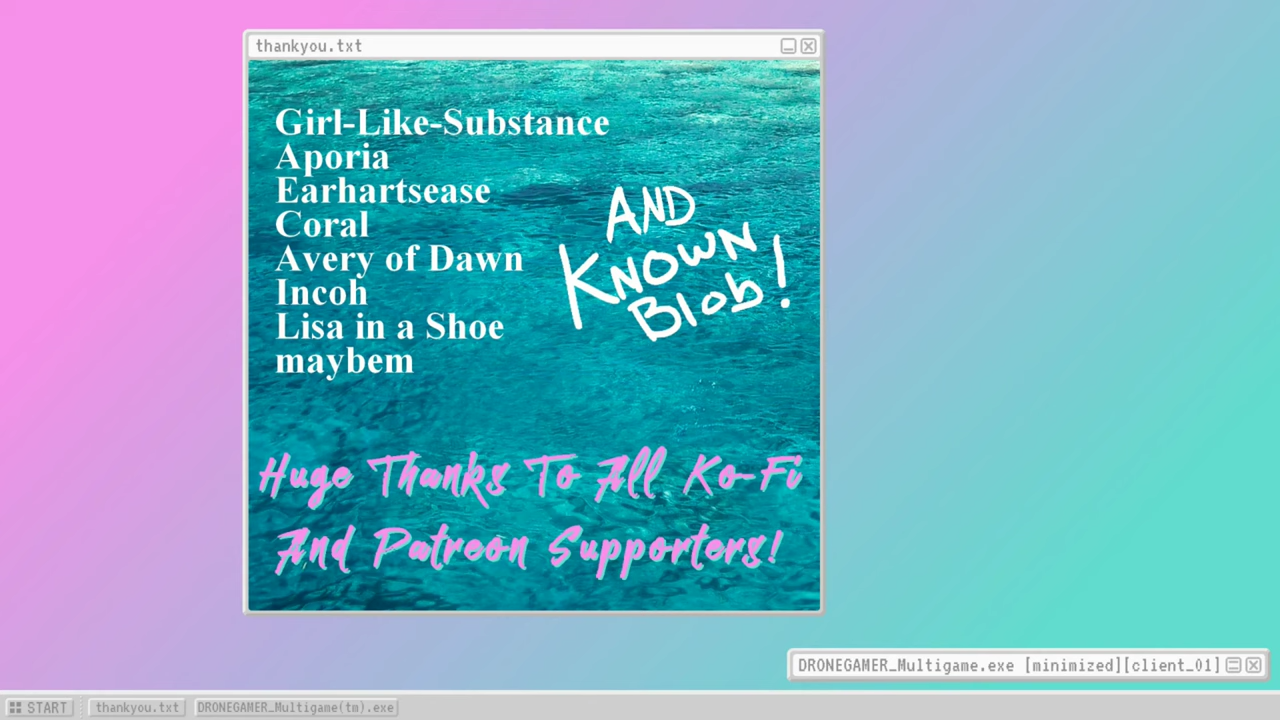 thankyou.txt
Girl-Like-Substance
Aporia
Earhartsease
Coral
Avery of Dawn
Incoh
Lisa in a Shoe
maybem
AND
KNOWN
Blob!
Huge Thanks To All Ko-Fi
And Patreon Supporters!
DRONEGAMER_Multigame.exe [minimized][client_01]
START
thankyou.txt
DRONEGAMER_Multigame(tm).exe